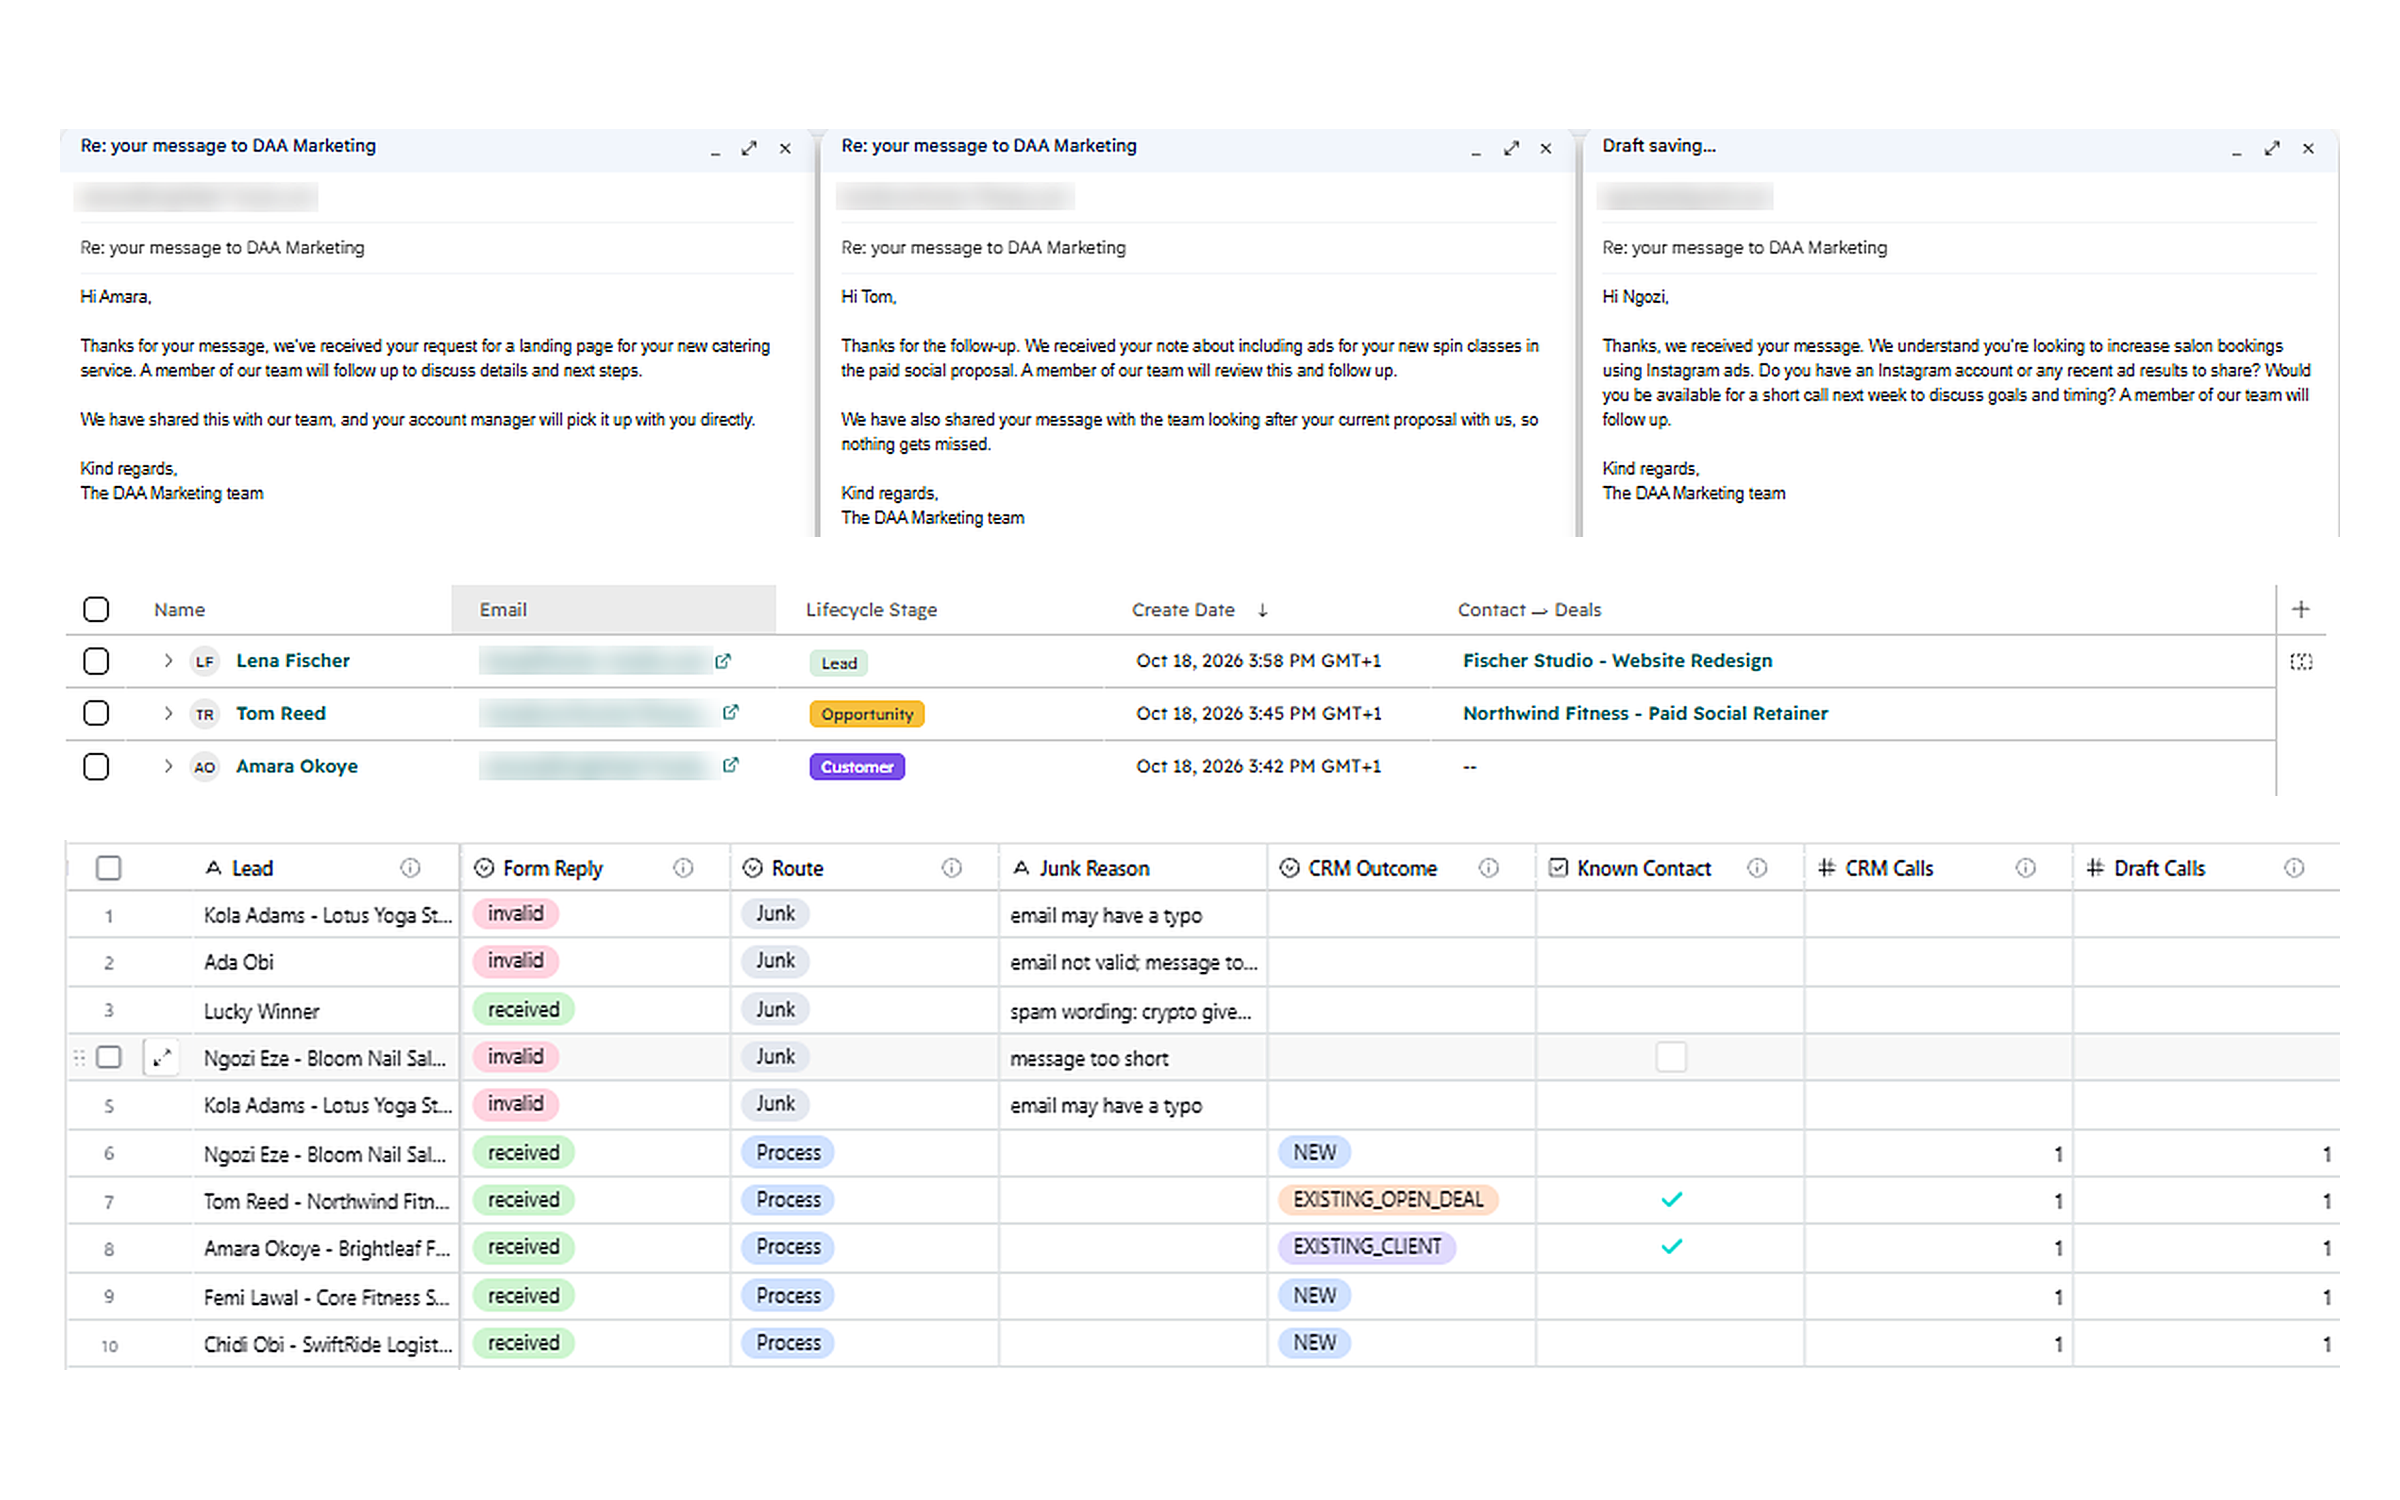 Re: your message to DAA Marketing
Re: your message to DAA Marketing
Hi Amara,
Thanks for your message, we've received your request for a landing page for your new catering
service. A member of our team will follow up to discuss details and next steps.
We have shared this with our team, and your account manager will pick it up with you directly.
Kind regards,
The DAA Marketing team
Re: your message to DAA Marketing
Re: your message to DAA Marketing
Hi Tom,
Thanks for the follow-up. We received your note about including ads for your new spin classes in
the paid social proposal. A member of our team will review this and follow up.
We have also shared your message with the team looking after your current proposal with us, so
nothing gets missed.
Kind regards,
The DAA Marketing team
Draft saving...
Re: your message to DAA Marketing
Hi Ngozi,
Thanks, we received your message. We understand you're looking to increase salon bookings
using Instagram ads. Do you have an Instagram account or any recent ad results to share? Would
you be available for a short call next week to discuss goals and timing? A member of our team will
follow up.
Kind regards,
The DAA Marketing team
Name Email Lifecycle Stage Create Date ↓ Contact → Deals +
LF Lena Fischer Lead Oct 18, 2026 3:58 PM GMT+1 Fischer Studio - Website Redesign
TR Tom Reed Opportunity Oct 18, 2026 3:45 PM GMT+1 Northwind Fitness - Paid Social Retainer
AO Amara Okoye Customer Oct 18, 2026 3:42 PM GMT+1 --
Lead Form Reply Route Junk Reason CRM Outcome Known Contact CRM Calls Draft Calls
1 Kola Adams - Lotus Yoga St... invalid Junk email may have a typo
2 Ada Obi invalid Junk email not valid; message to...
3 Lucky Winner received Junk spam wording: crypto give...
Ngozi Eze - Bloom Nail Sal... invalid Junk message too short
5 Kola Adams - Lotus Yoga St... invalid Junk email may have a typo
6 Ngozi Eze - Bloom Nail Sal... received Process NEW 1 1
7 Tom Reed - Northwind Fitn... received Process EXISTING_OPEN_DEAL 1 1
8 Amara Okoye - Brightleaf F... received Process EXISTING_CLIENT 1 1
9 Femi Lawal - Core Fitness S... received Process NEW 1 1
10 Chidi Obi - SwiftRide Logist... received Process NEW 1 1